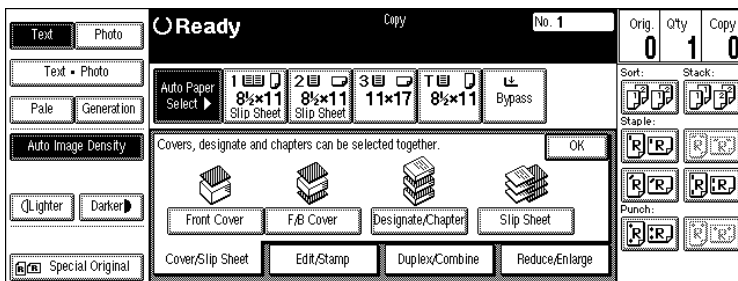 Text Photo
Text • Photo
Pale Generation
Auto Image Density
Lighter Darker
Special Original
Ready
Copy
No. 1
Auto Paper Select ▶
1
8½×11
Slip Sheet
2
8½×11
Slip Sheet
3
11×17
T
8½×11
Bypass
Covers, designate and chapters can be selected together.
OK
Front Cover F/B Cover Designate/Chapter Slip Sheet
Cover/Slip Sheet Edit/Stamp Duplex/Combine Reduce/Enlarge
Orig. Q'ty Copy
0 1 0
Sort: Stack:
Staple:
Punch: